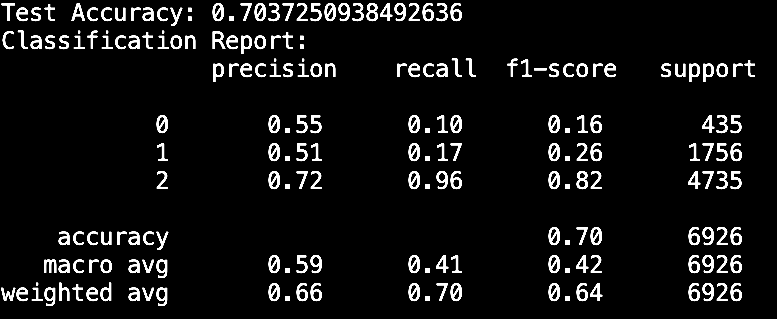 Test Accuracy: 0.7037250938492636
Classification Report:
precision recall f1-score support
0 0.55 0.10 0.16 435
1 0.51 0.17 0.26 1756
2 0.72 0.96 0.82 4735
accuracy 0.70 6926
macro avg 0.59 0.41 0.42 6926
weighted avg 0.66 0.70 0.64 6926